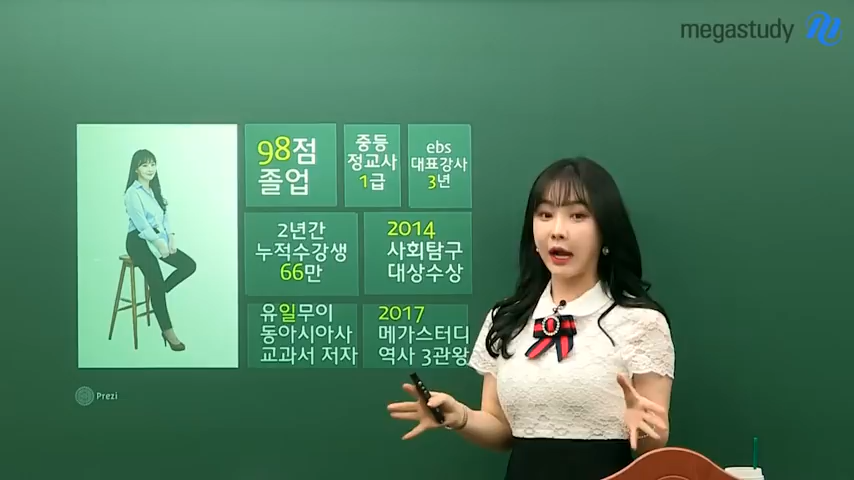 megastudy
98점
졸업
중등
정교사
1급
ebs
대표강사
3년
2년간
누적수강생
66만
2014
사회탐구
대상수상
유일무이
동아시아사
교과서 저자
2017
메가스터디
역사 3관왕
Prezi